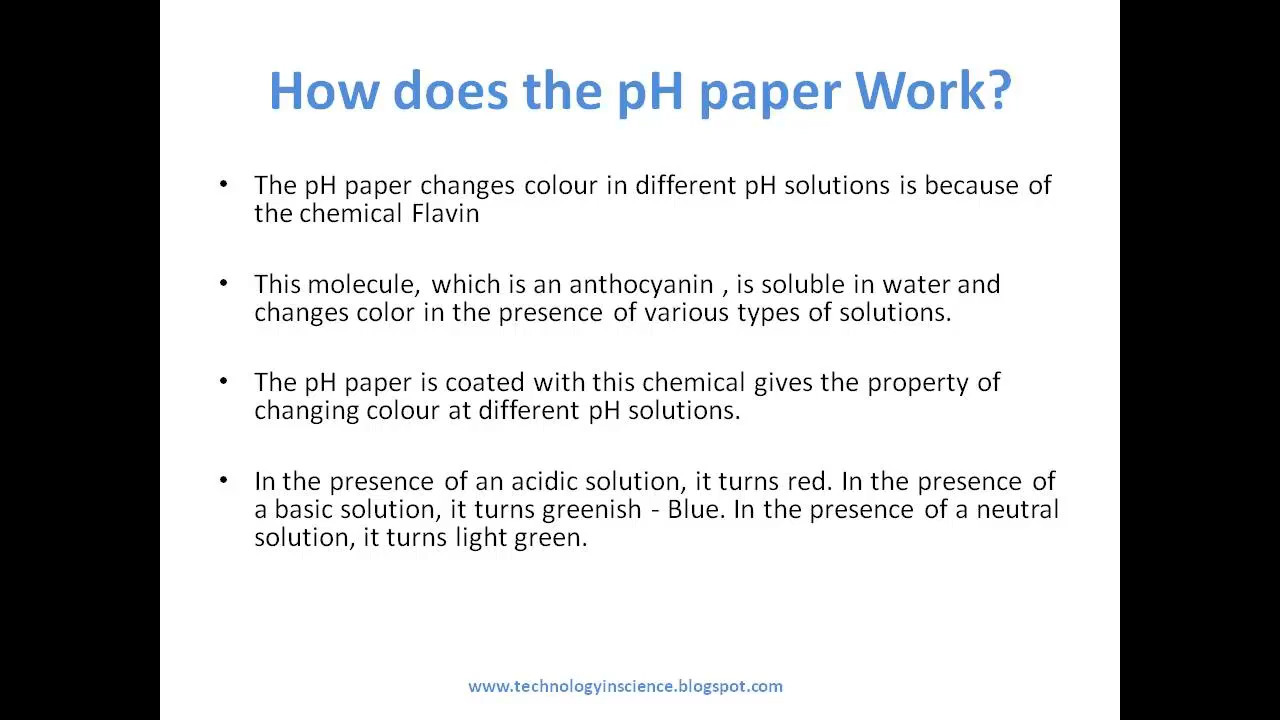 How does the pH paper Work?
• The pH paper changes colour in different pH solutions is because of
the chemical Flavin
• This molecule, which is an anthocyanin , is soluble in water and
changes color in the presence of various types of solutions.
• The pH paper is coated with this chemical gives the property of
changing colour at different pH solutions.
• In the presence of an acidic solution, it turns red. In the presence of
a basic solution, it turns greenish - Blue. In the presence of a neutral
solution, it turns light green.
www.technologyinscience.blogspot.com